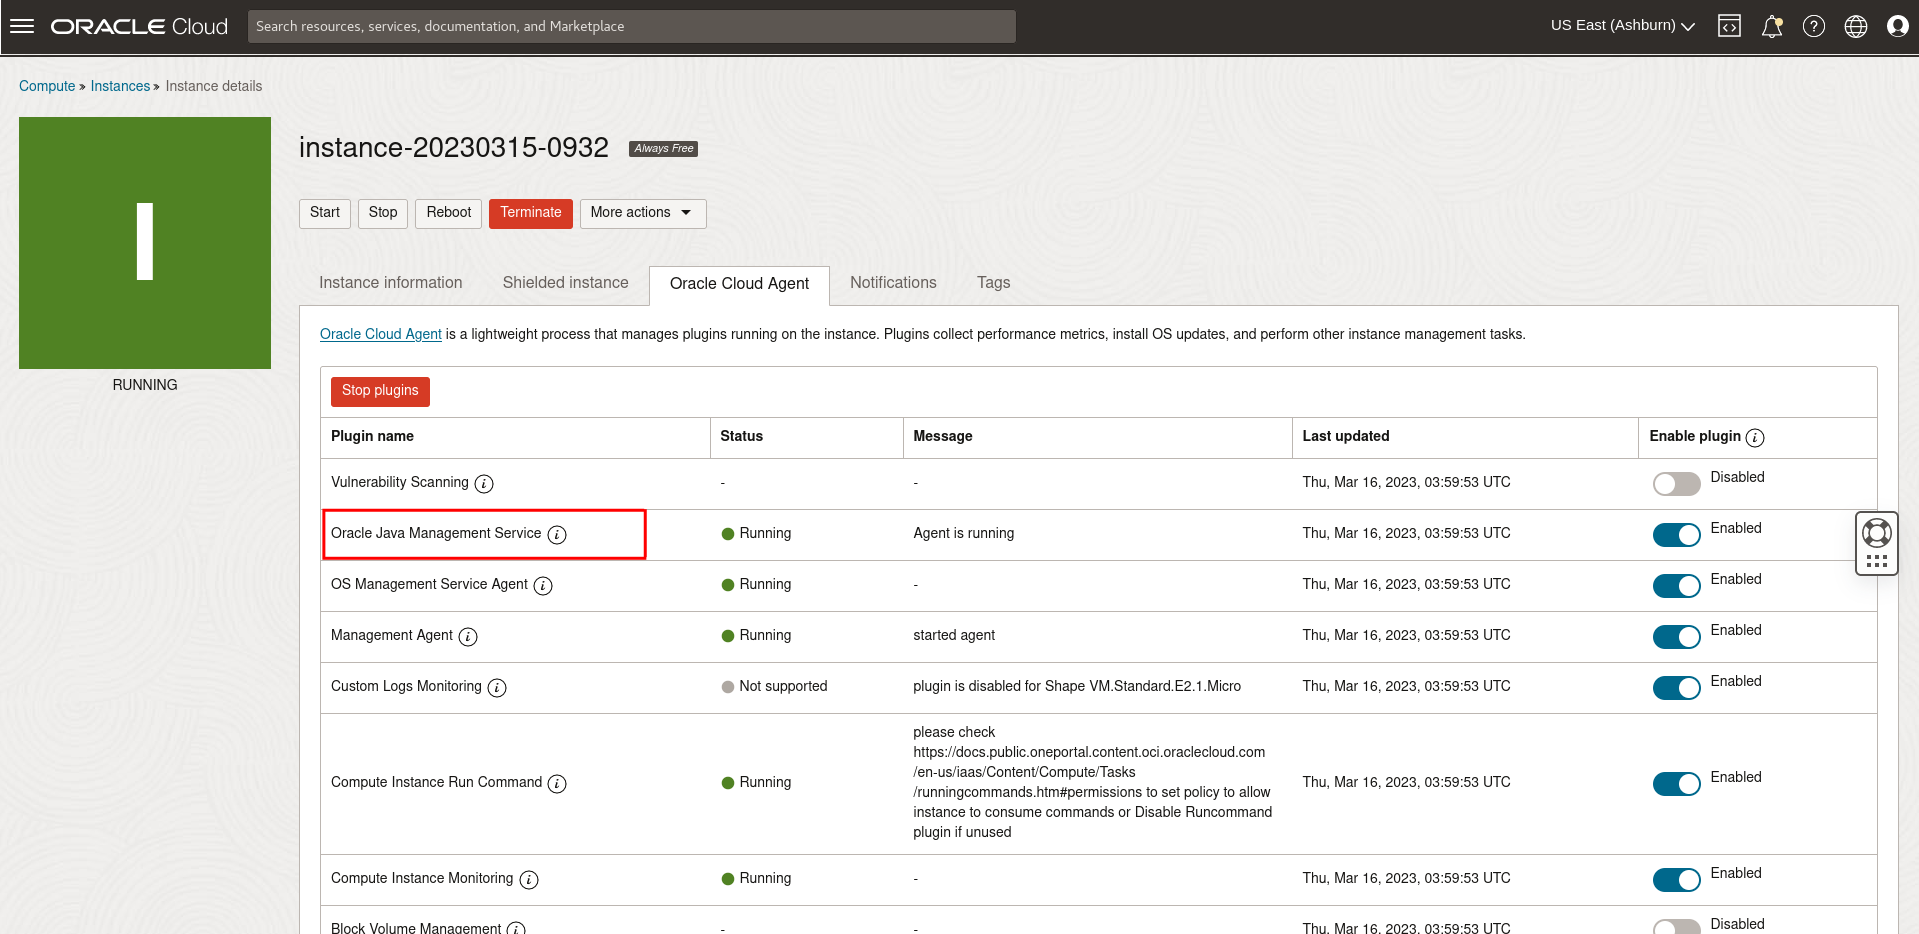 ORACLE Cloud
Search resources, services, documentation, and Marketplace
US East (Ashburn)
Compute » Instances » Instance details
I
RUNNING
instance-20230315-0932 Always Free
Start Stop Reboot Terminate More actions
Instance information Shielded instance Oracle Cloud Agent Notifications Tags
Oracle Cloud Agent is a lightweight process that manages plugins running on the instance. Plugins collect performance metrics, install OS updates, and perform other instance management tasks.
Stop plugins
Plugin name Status Message Last updated Enable plugin i
Vulnerability Scanning i - - Thu, Mar 16, 2023, 03:59:53 UTC Disabled
Oracle Java Management Service i Running Agent is running Thu, Mar 16, 2023, 03:59:53 UTC Enabled
OS Management Service Agent i Running - Thu, Mar 16, 2023, 03:59:53 UTC Enabled
Management Agent i Running started agent Thu, Mar 16, 2023, 03:59:53 UTC Enabled
Custom Logs Monitoring i Not supported plugin is disabled for Shape VM.Standard.E2.1.Micro Thu, Mar 16, 2023, 03:59:53 UTC Enabled
please check
https://docs.public.oneportal.content.oci.oraclecloud.com
/en-us/iaas/Content/Compute/Tasks
Compute Instance Run Command i Running /runningcommands.htm#permissions to set policy to allow Thu, Mar 16, 2023, 03:59:53 UTC Enabled
instance to consume commands or Disable Runcommand
plugin if unused
Compute Instance Monitoring i Running - Thu, Mar 16, 2023, 03:59:53 UTC Enabled
Block Volume Management i - - Thu, Mar 16, 2023, 03:59:53 UTC Disabled